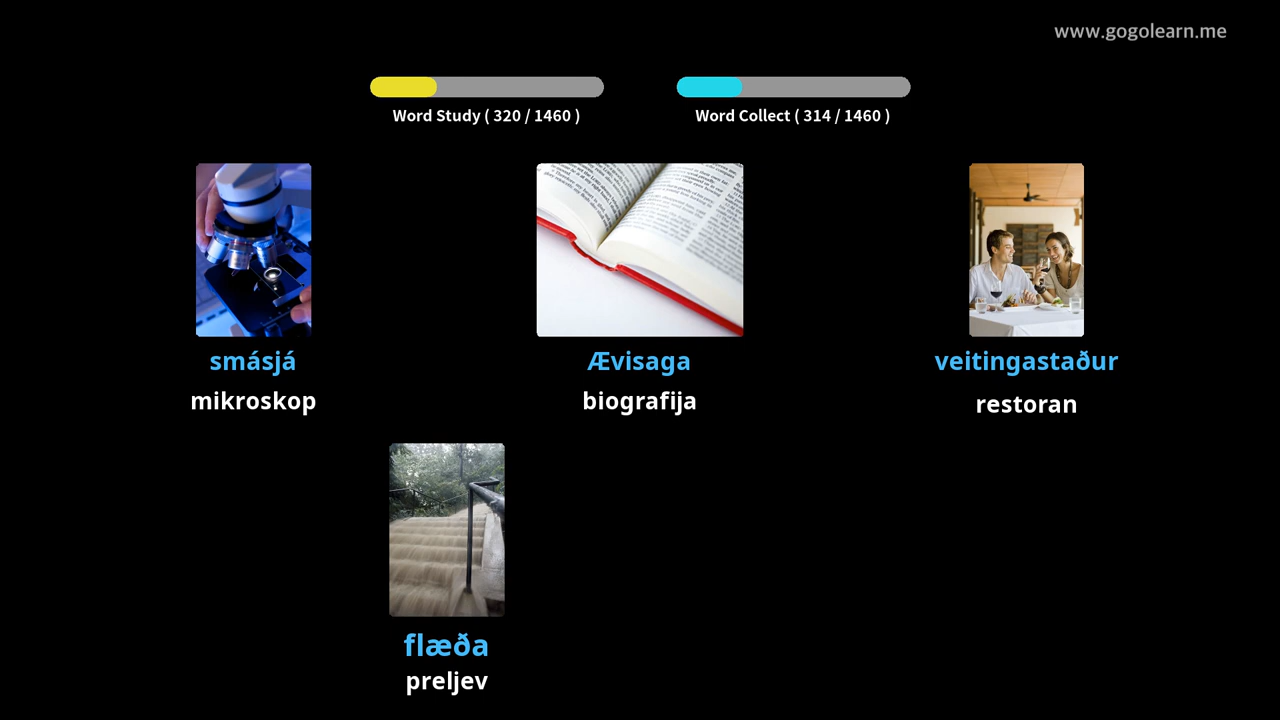 www.gogolearn.me
Word Study ( 320 / 1460 )
Word Collect ( 314 / 1460 )
smásjá
mikroskop
Ævisaga
biografija
veitingastaður
restoran
flæða
preljev